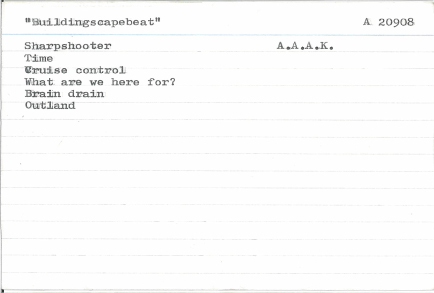 "Buildingscapebeat" A 20908
Sharpshooter A.A.A.K.
Time
Cruise control
What are we here for?
Brain drain
Outland